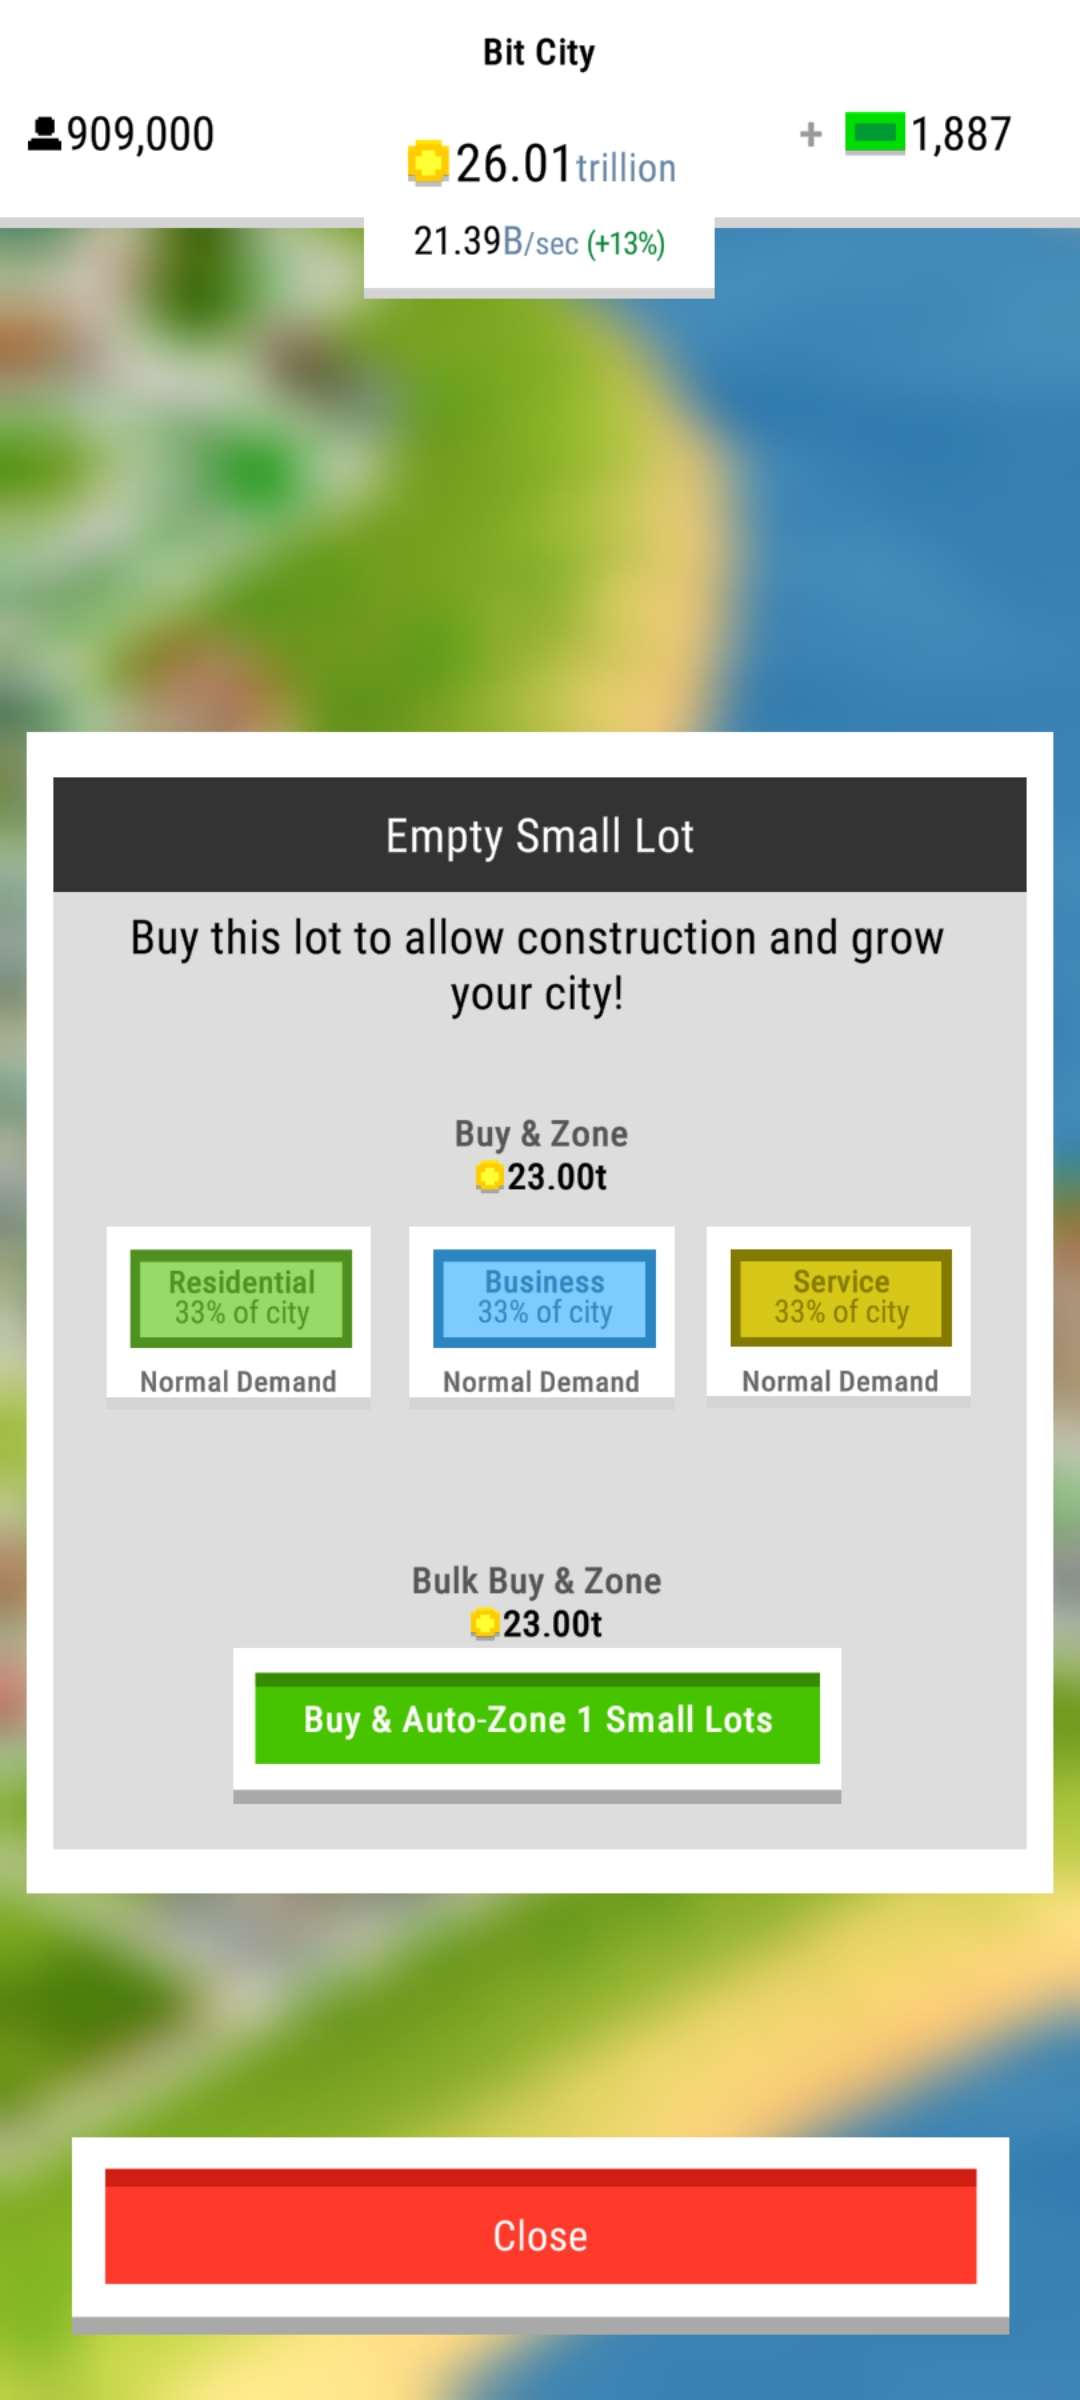 Bit City
909,000
26.01trillion
+ 1,887
21.39B/sec (+13%)
Empty Small Lot
Buy this lot to allow construction and grow
your city!
Buy & Zone
23.00t
Residential
33% of city
Normal Demand
Business
33% of city
Normal Demand
Service
33% of city
Normal Demand
Bulk Buy & Zone
23.00t
Buy & Auto-Zone 1 Small Lots
Close